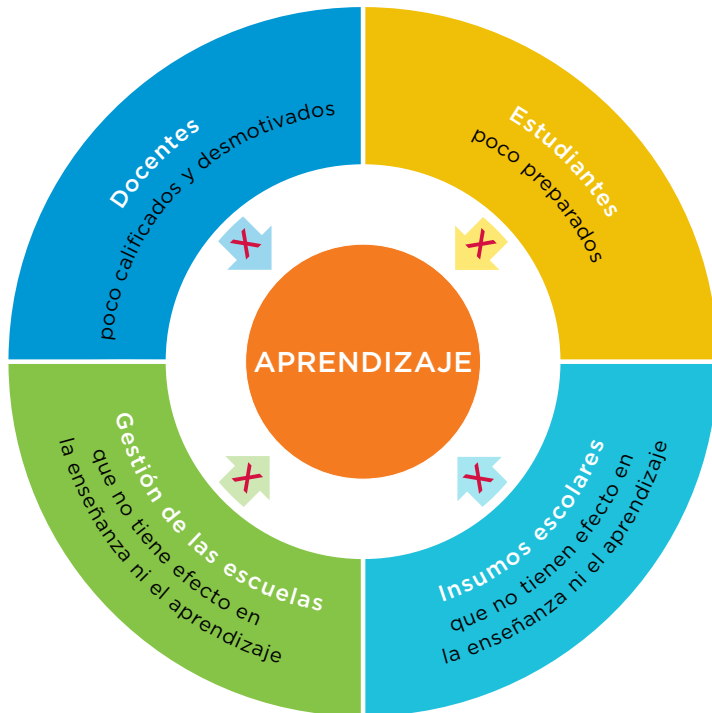 Docentes
poco calificados y desmotivados
Estudiantes
poco preparados
APRENDIZAJE
Gestión de las escuelas
que no tiene efecto en
la enseñanza ni el aprendizaje
Insumos escolares
que no tienen efecto en
la enseñanza ni el aprendizaje